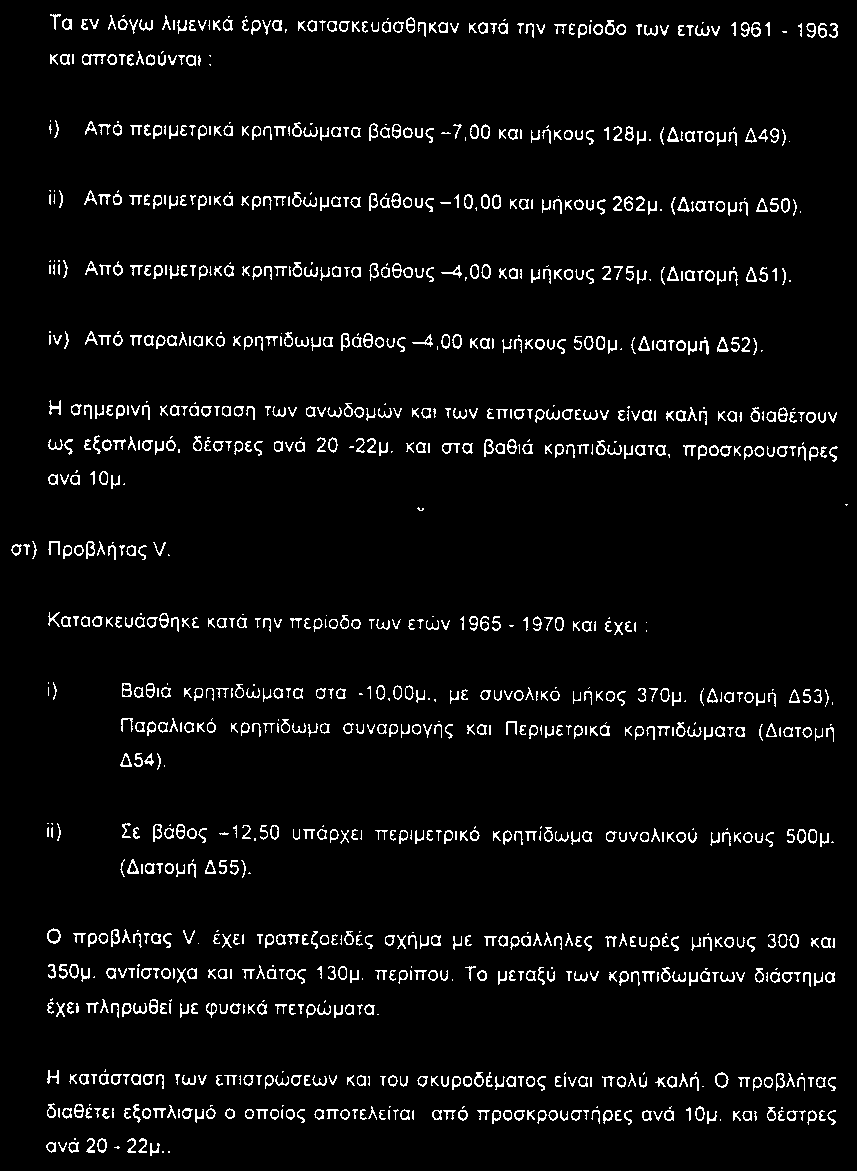 Τα εν λόγω λιμενικά έργα, κατασκευάσθηκαν κατά την περίοδο των ετών 1961 - 1963
και αποτελούνται :
i) Από περιμετρικά κρηπιδώματα βάθους –7,00 και μήκους 128μ. (Διατομή Δ49).
ii) Από περιμετρικά κρηπιδώματα βάθους –10,00 και μήκους 262μ. (Διατομή Δ50).
iii) Από περιμετρικά κρηπιδώματα βάθους –4,00 και μήκους 275μ. (Διατομή Δ51).
iv) Από παραλιακό κρηπίδωμα βάθους –4,00 και μήκους 500μ. (Διατομή Δ52).
Η σημερινή κατάσταση των ανωδομών και των επιστρώσεων είναι καλή και διαθέτουν
ως εξοπλισμό, δέστρες ανά 20 -22μ. και στα βαθιά κρηπιδώματα, προσκρουστήρες
ανά 10μ.
στ) Προβλήτας V.
Κατασκευάσθηκε κατά την περίοδο των ετών 1965 - 1970 και έχει :
i) Βαθιά κρηπιδώματα στα -10,00μ., με συνολικό μήκος 370μ. (Διατομή Δ53),
Παραλιακό κρηπίδωμα συναρμογής και Περιμετρικά κρηπιδώματα (Διατομή
Δ54).
ii) Σε βάθος –12,50 υπάρχει περιμετρικό κρηπίδωμα συνολικού μήκους 500μ.
(Διατομή Δ55).
Ο προβλήτας V. έχει τραπεζοειδές σχήμα με παράλληλες πλευρές μήκους 300 και
350μ. αντίστοιχα και πλάτος 130μ. περίπου. Το μεταξύ των κρηπιδωμάτων διάστημα
έχει πληρωθεί με φυσικά πετρώματα.
Η κατάσταση των επιστρώσεων και του σκυροδέματος είναι πολύ καλή. Ο προβλήτας
διαθέτει εξοπλισμό ο οποίος αποτελείται από προσκρουστήρες ανά 10μ. και δέστρες
ανά 20 - 22μ..